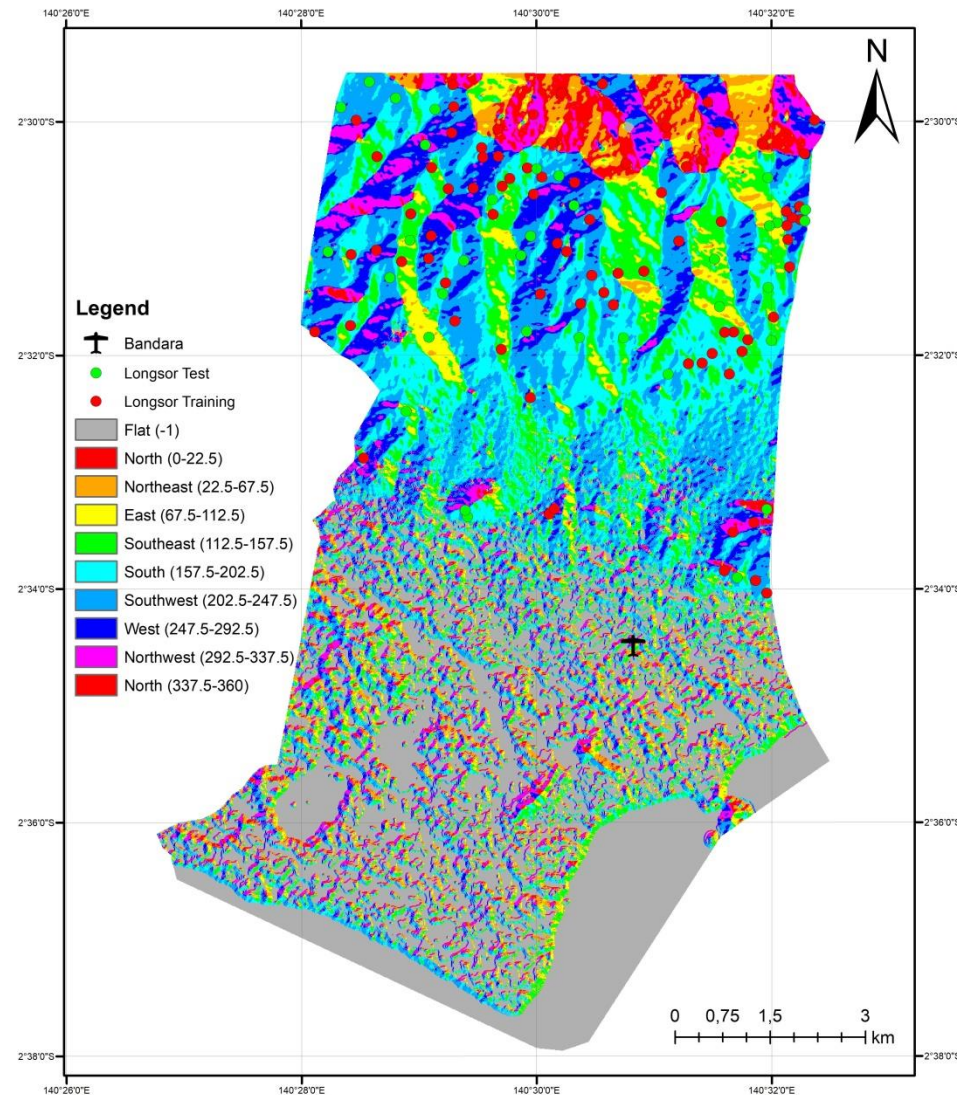 140°26'0"E 140°28'0"E 140°30'0"E 140°32'0"E
N
2°30'0"S 2°30'0"S
Legend
Bandara
Longsor Test
Longsor Training
Flat (-1)
North (0-22.5)
Northeast (22.5-67.5)
East (67.5-112.5)
Southeast (112.5-157.5)
South (157.5-202.5)
Southwest (202.5-247.5)
West (247.5-292.5)
Northwest (292.5-337.5)
North (337.5-360)
2°32'0"S 2°32'0"S
2°34'0"S 2°34'0"S
2°36'0"S 2°36'0"S
0 0,75 1,5 3
km
2°38'0"S 2°38'0"S
140°26'0"E 140°28'0"E 140°30'0"E 140°32'0"E